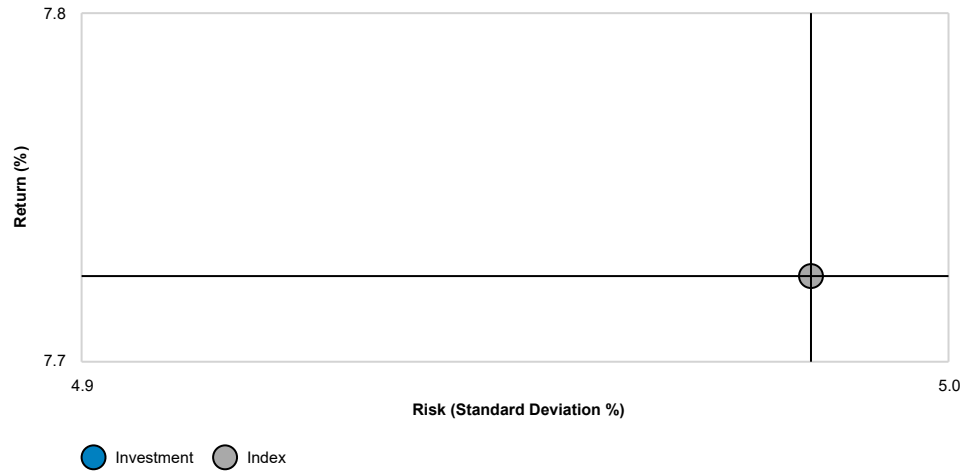 7.8
Return (%)
7.7
4.9
5.0
Risk (Standard Deviation %)
Investment
Index